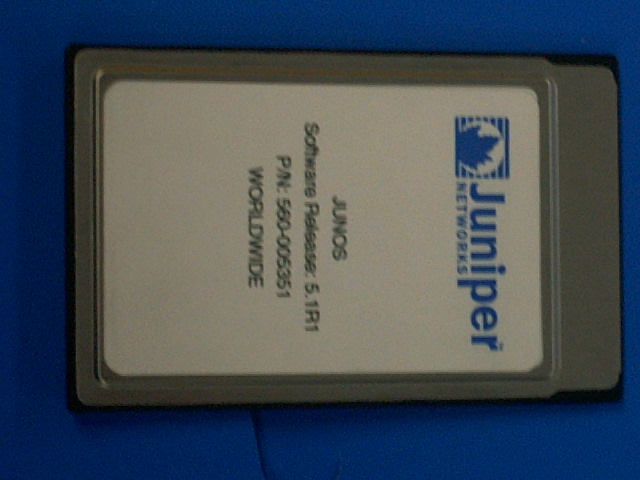 Juniper
NETWORKS
JUNOS
Software Release: 5.1R1
P/N: 560-005351
WORLDWIDE